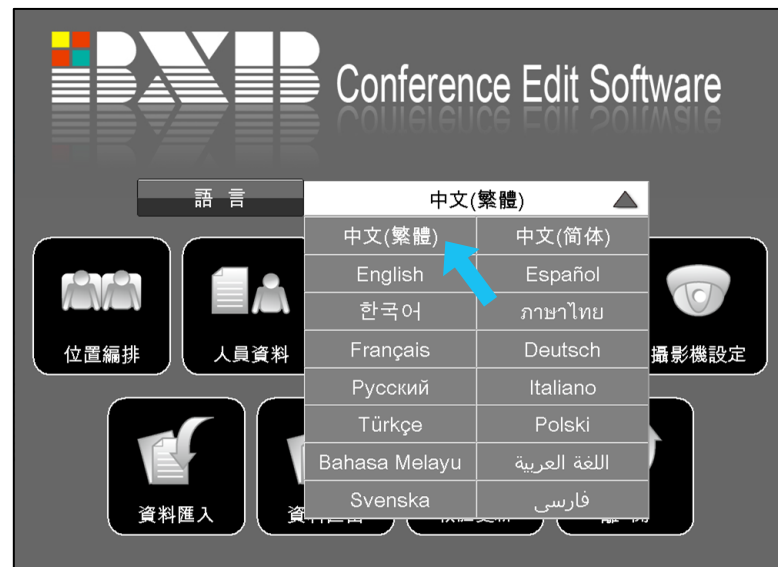 BXB Conference Edit Software
語 言
中文(繁體)
中文(繁體) 中文(简体)
English Español
한국어 ภาษาไทย
Français Deutsch
Русский Italiano
Türkçe Polski
Bahasa Melayu اللغة العربية
Svenska فارسی
位置編排 人員資料 攝影機設定
資料匯入